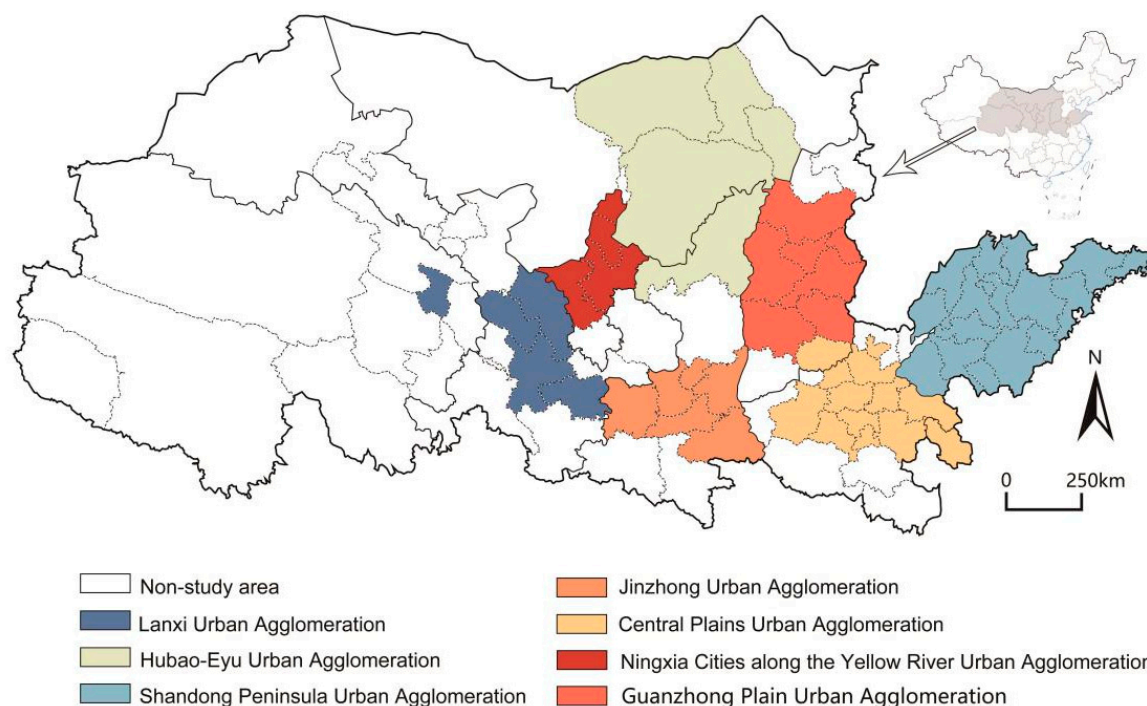 N
0 250km
Non-study area
Lanxi Urban Agglomeration
Hubao-Eyu Urban Agglomeration
Shandong Peninsula Urban Agglomeration
Jinzhong Urban Agglomeration
Central Plains Urban Agglomeration
Ningxia Cities along the Yellow River Urban Agglomeration
Guanzhong Plain Urban Agglomeration